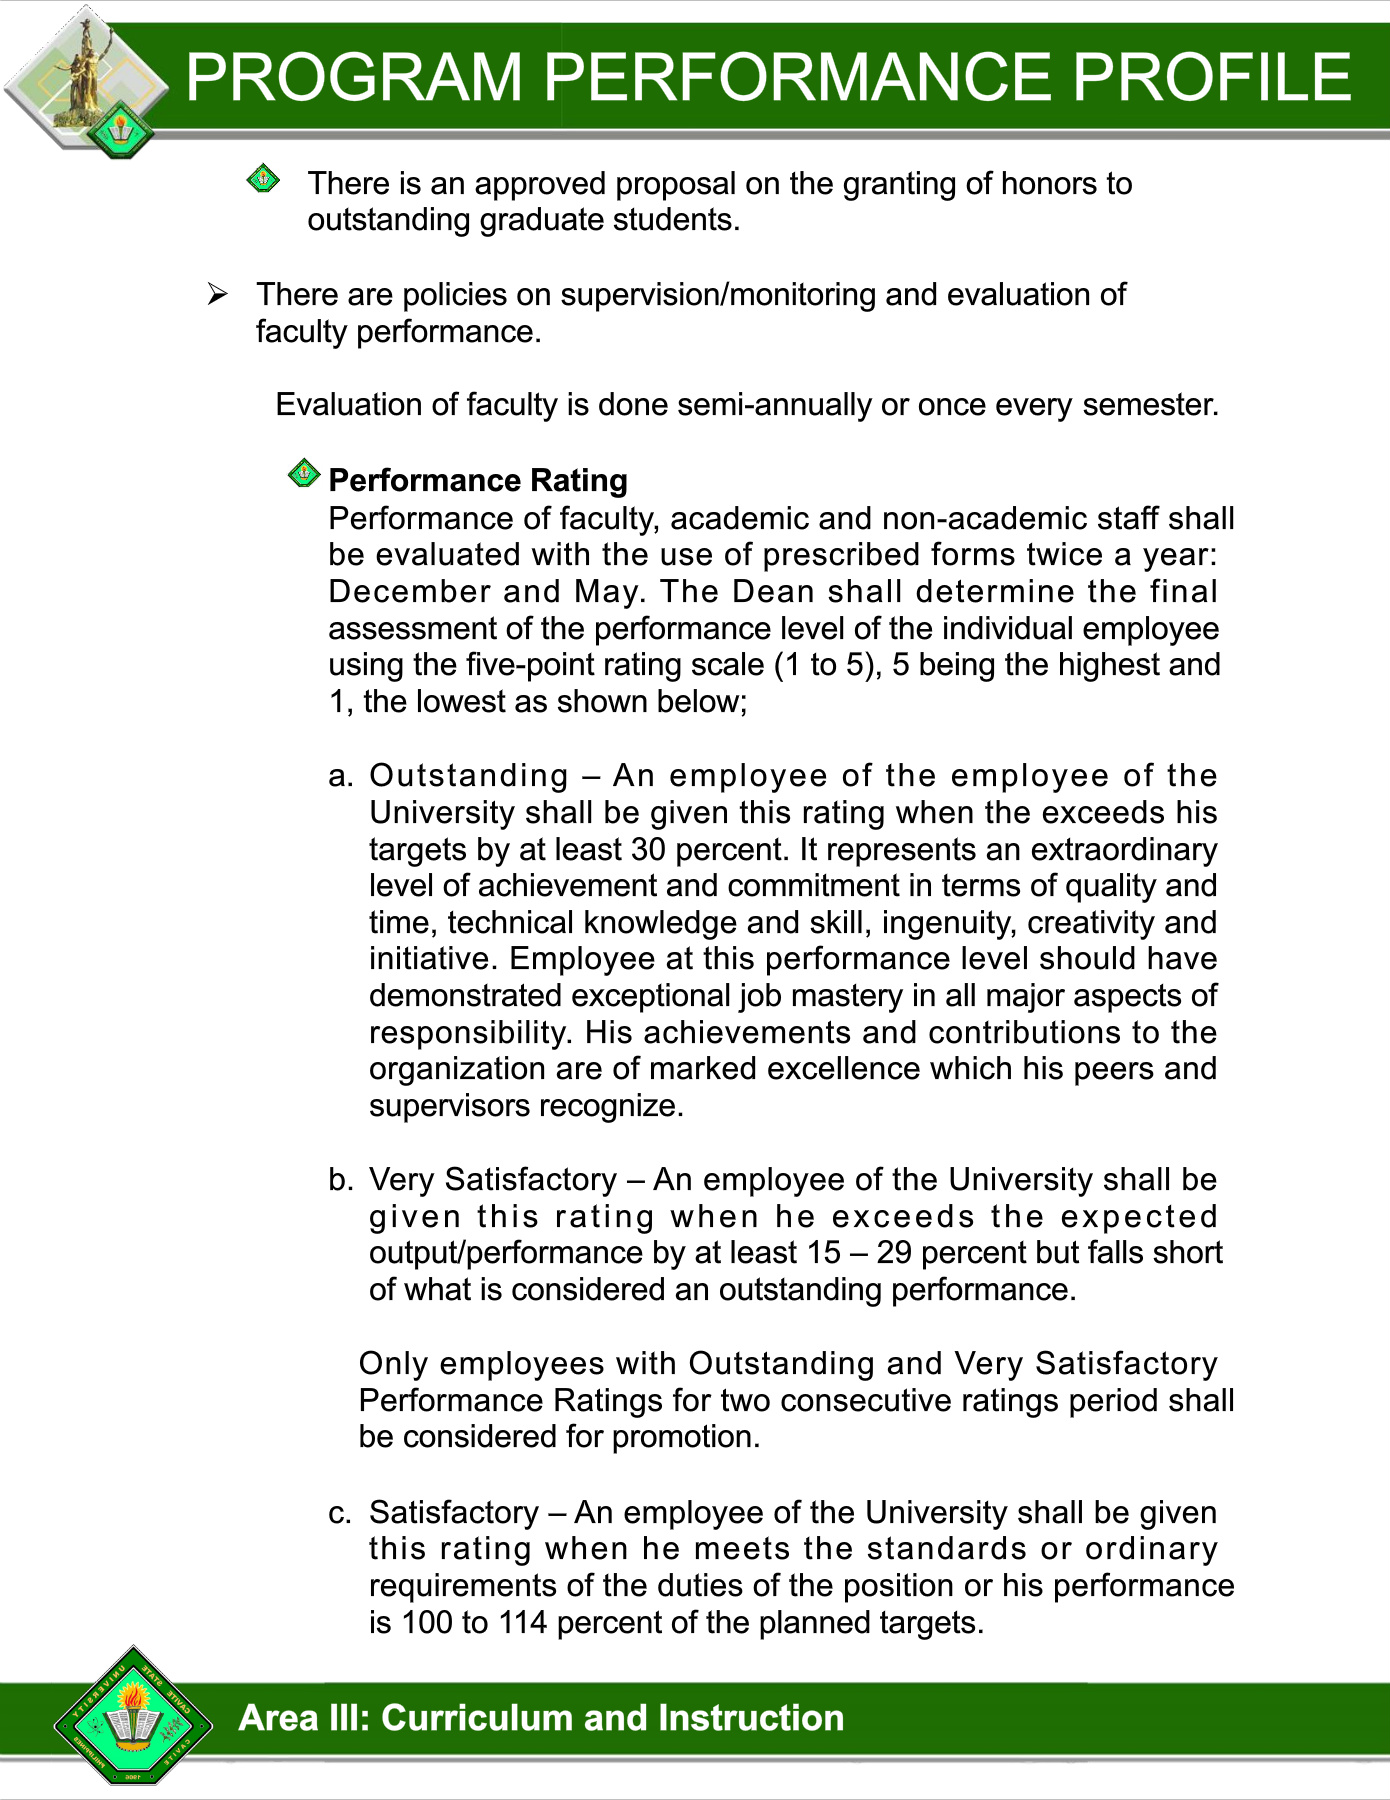 PROGRAM PERFORMANCE PROFILE
There is an approved proposal on the granting of honors to
outstanding graduate students.
➢ There are policies on supervision/monitoring and evaluation of
faculty performance.
Evaluation of faculty is done semi-annually or once every semester.
Performance Rating
Performance of faculty, academic and non-academic staff shall
be evaluated with the use of prescribed forms twice a year:
December and May. The Dean shall determine the final
assessment of the performance level of the individual employee
using the five-point rating scale (1 to 5), 5 being the highest and
1, the lowest as shown below;
a. Outstanding – An employee of the employee of the
University shall be given this rating when the exceeds his
targets by at least 30 percent. It represents an extraordinary
level of achievement and commitment in terms of quality and
time, technical knowledge and skill, ingenuity, creativity and
initiative. Employee at this performance level should have
demonstrated exceptional job mastery in all major aspects of
responsibility. His achievements and contributions to the
organization are of marked excellence which his peers and
supervisors recognize.
b. Very Satisfactory – An employee of the University shall be
given this rating when he exceeds the expected
output/performance by at least 15 – 29 percent but falls short
of what is considered an outstanding performance.
Only employees with Outstanding and Very Satisfactory
Performance Ratings for two consecutive ratings period shall
be considered for promotion.
c. Satisfactory – An employee of the University shall be given
this rating when he meets the standards or ordinary
requirements of the duties of the position or his performance
is 100 to 114 percent of the planned targets.
CAVITE STATE UNIVERSITY
CAVITE
PHILIPPINES
1906
Area III: Curriculum and Instruction